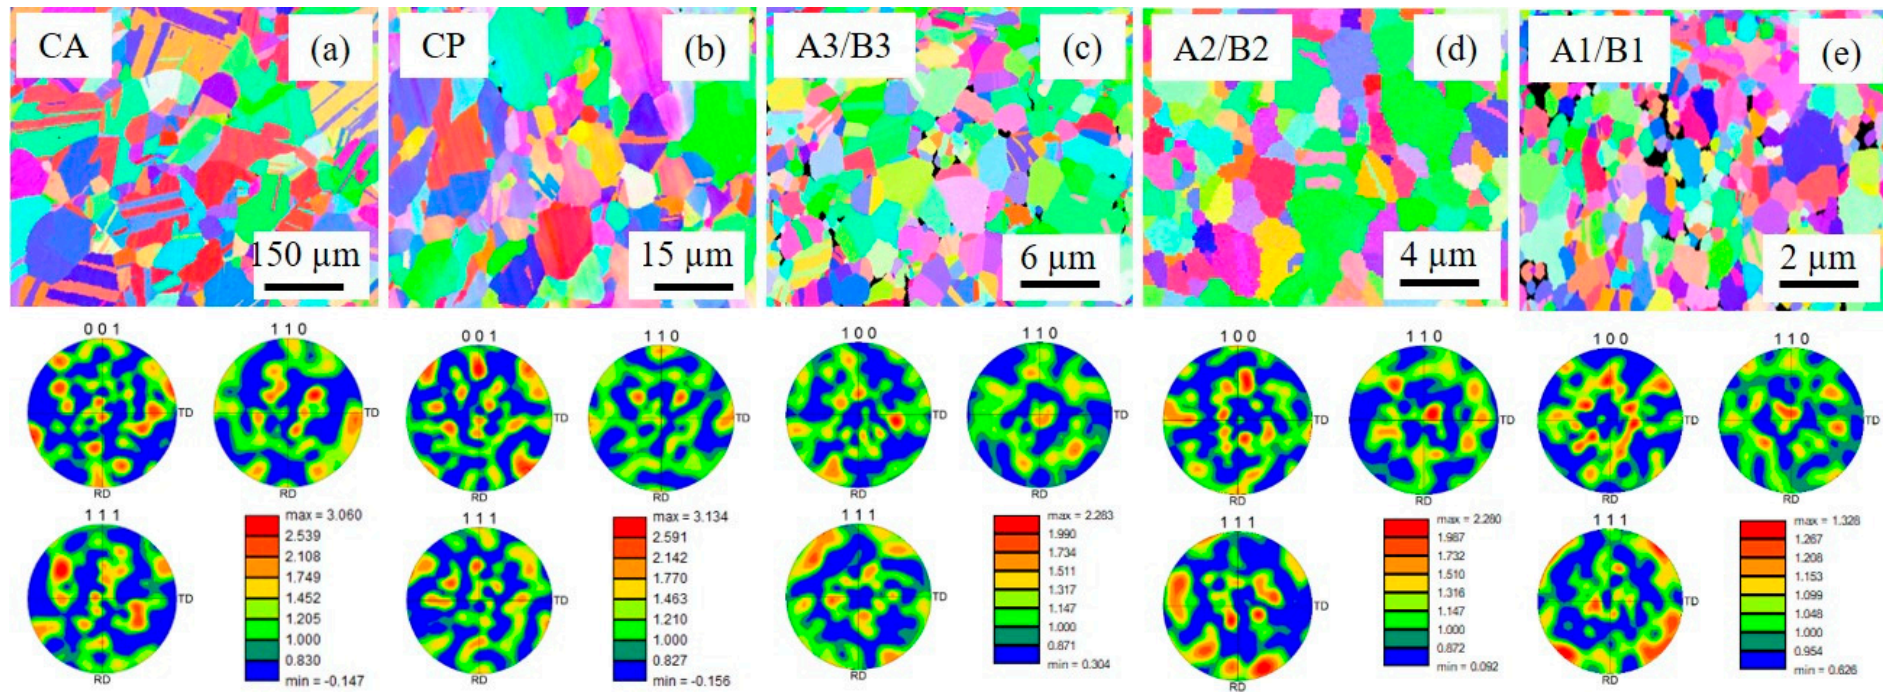 CA (a) CP (b) A3/B3 (c) A2/B2 (d) A1/B1 (e)
150 µm 15 µm 6 µm 4 µm 2 µm
0 0 1 1 1 0 0 0 1 1 1 0 1 0 0 1 1 0 1 0 0 1 1 0 1 0 0 1 1 0
TD TD TD TD TD TD TD TD TD TD
RD RD RD RD RD RD RD RD RD RD
1 1 1
TD
RD
max = 3.060
2.539
2.108
1.749
1.452
1.205
1.000
0.830
min = -0.147
1 1 1
TD
RD
max = 3.134
2.591
2.142
1.770
1.463
1.210
1.000
0.827
min = -0.156
1 1 1
TD
RD
max = 2.283
1.990
1.734
1.511
1.317
1.147
1.000
0.871
min = 0.304
1 1 1
TD
RD
max = 2.280
1.987
1.732
1.510
1.316
1.147
1.000
0.872
min = 0.092
1 1 1
TD
RD
max = 1.328
1.267
1.208
1.153
1.099
1.048
1.000
0.954
min = 0.626